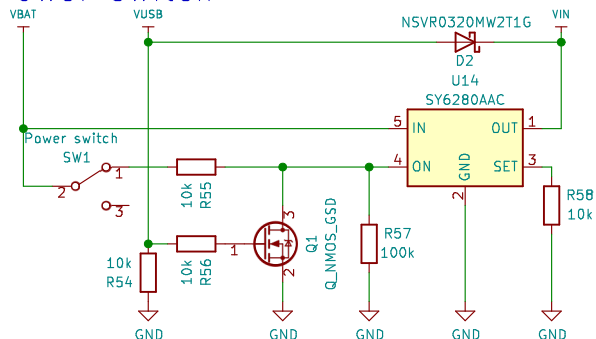 VBAT
VUSB
NSVR0320MW2T1G
VIN
D2
U14
SY6280AAC
5 IN
OUT 1
Power switch
SW1
1
2
3
10k
R55
4 ON
SET 3
GND
2
R58
10k
3
Q1
Q_NMOS_GSD
1
2
R57
100k
10k
R54
10k
R56
GND
GND
GND
GND
GND